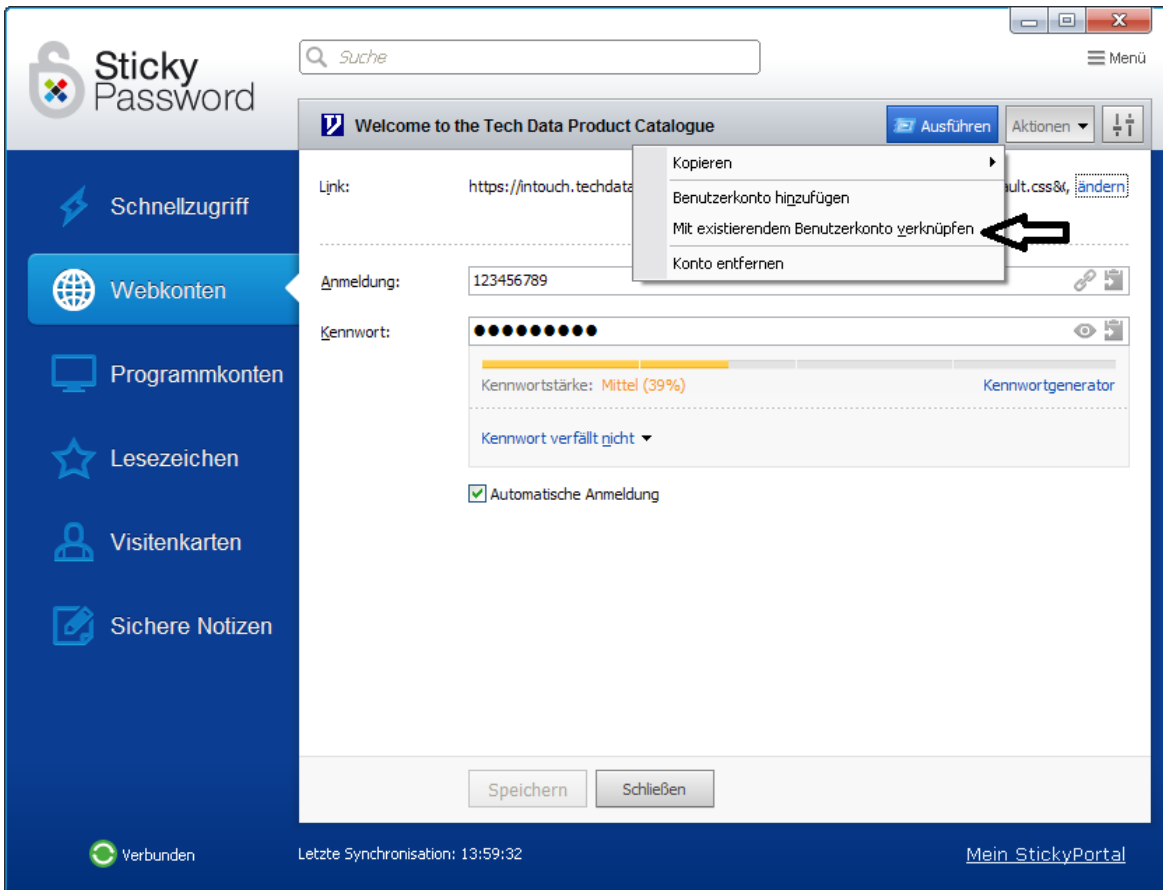 Sticky
Password
Suche
Menü
Welcome to the Tech Data Product Catalogue
Ausführen
Aktionen
Schnellzugriff
Webkonten
Programmkonten
Lesezeichen
Visitenkarten
Sichere Notizen
Link:
https://intouch.techdata
ault.css&(, ändern
Kopieren
Benutzerkonto hinzufügen
Mit existierendem Benutzerkonto verknüpfen
Konto entfernen
Anmeldung:
123456789
Kennwort:
●●●●●●●●●
Kennwortstärke: Mittel (39%)
Kennwortgenerator
Kennwort verfällt nicht
Automatische Anmeldung
Speichern
Schließen
Verbunden
Letzte Synchronisation: 13:59:32
Mein StickyPortal